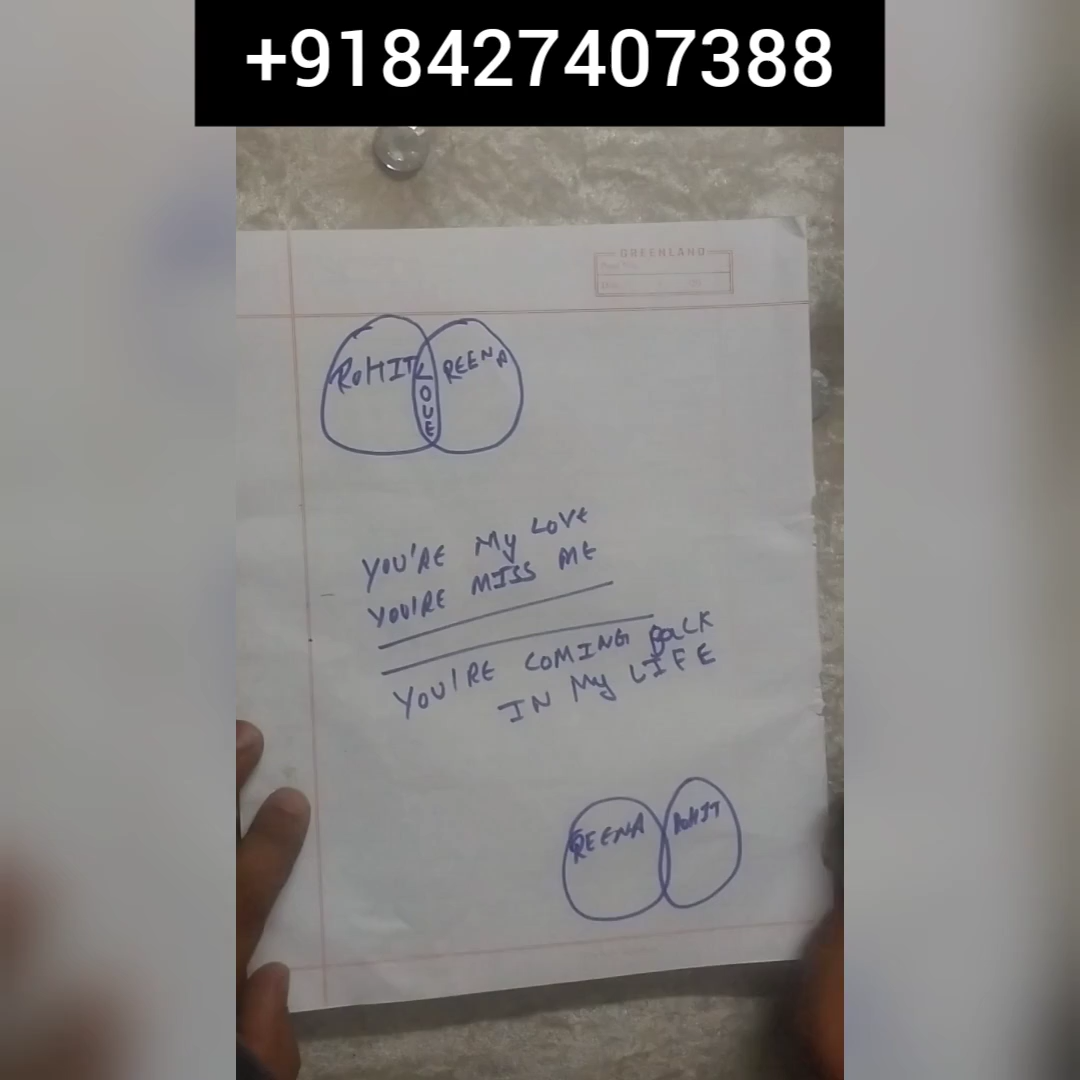 +918427407388
GREENLAND
ROHIT
LOVE
REENA
YOU'RE My LOVE
YOU'RE MISS ME
YOU'RE COMING BaCK
IN My LIFE
REENA
ROHIT